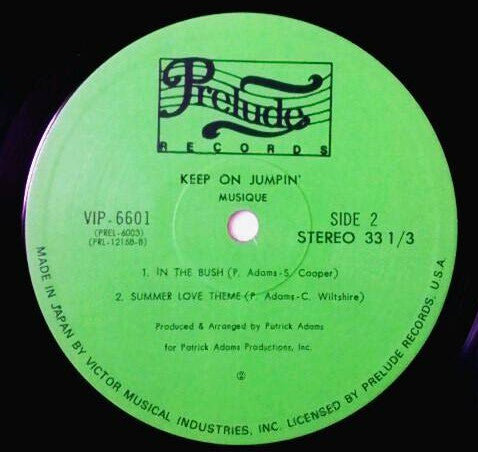 Prelude
RECORDS
KEEP ON JUMPIN'
MUSIQUE
VIP-6601
(PREL-6003)
(PRL-12158-B)
SIDE 2
STEREO 33 1/3
1. IN THE BUSH (P. Adams-S. Cooper)
2. SUMMER LOVE THEME (P. Adams-C. Wiltshire)
Produced & Arranged by Patrick Adams
for Patrick Adams Productions, Inc.
℗
MADE IN JAPAN BY VICTOR MUSICAL INDUSTRIES, INC. LICENSED BY PRELUDE RECORDS, U.S.A.